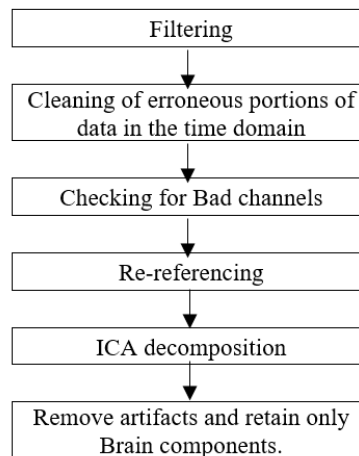 Filtering
Cleaning of erroneous portions of
data in the time domain
Checking for Bad channels
Re-referencing
ICA decomposition
Remove artifacts and retain only
Brain components.